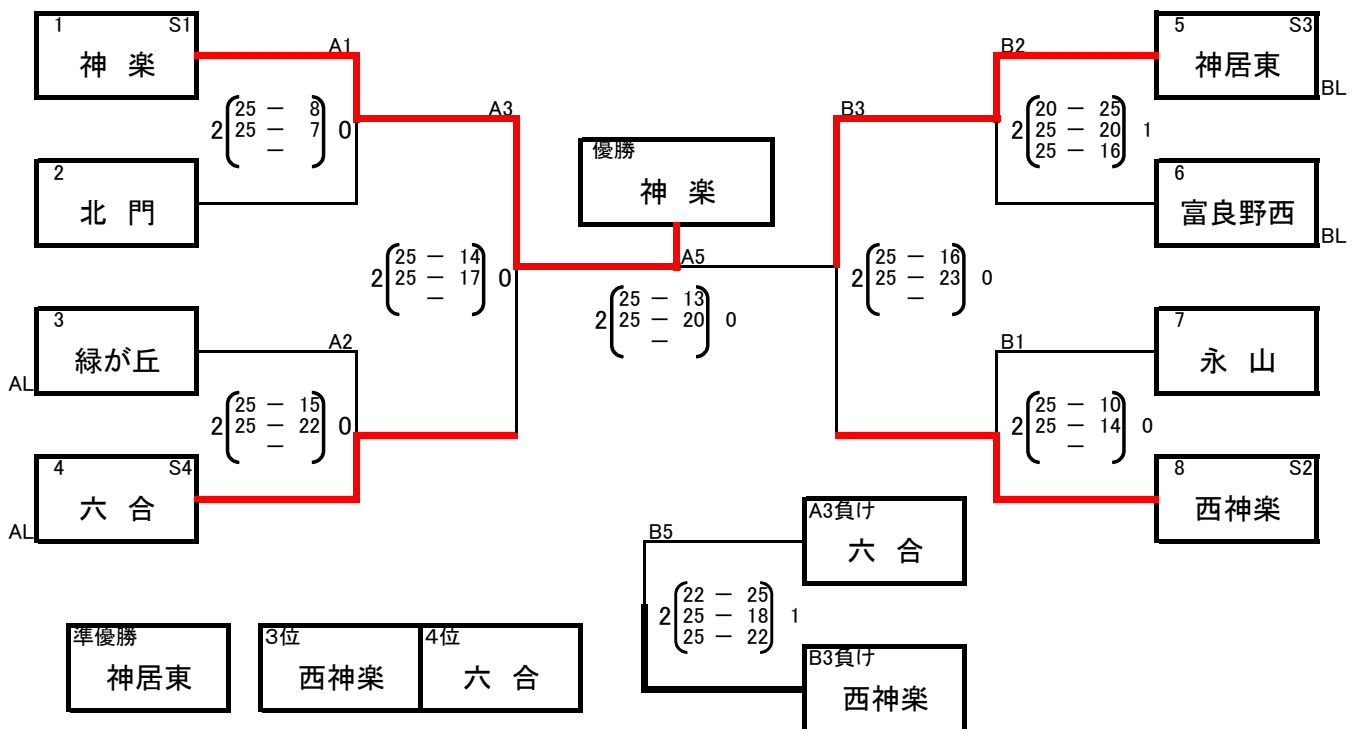 1 S1
神 楽
A1
2 25 － 8 0
25 － 7
－
2
北 門
A3
2 25 － 14 0
25 － 17
－
3
緑が丘
AL
A2
2 25 － 15 0
25 － 22
－
4 S4
六 合
AL
優勝
神 楽
A5
2 25 － 13 0
25 － 20
－
5 S3
神居東
BL
B2
2 20 － 25 1
25 － 20
25 － 16
6
富良野西
BL
B3
2 25 － 16 0
25 － 23
－
7
永 山
B1
2 25 － 10 0
25 － 14
－
8 S2
西神楽
A3負け
六 合
B5
2 22 － 25 1
25 － 18
25 － 22
B3負け
西神楽
準優勝
神居東
3位
西神楽
4位
六 合